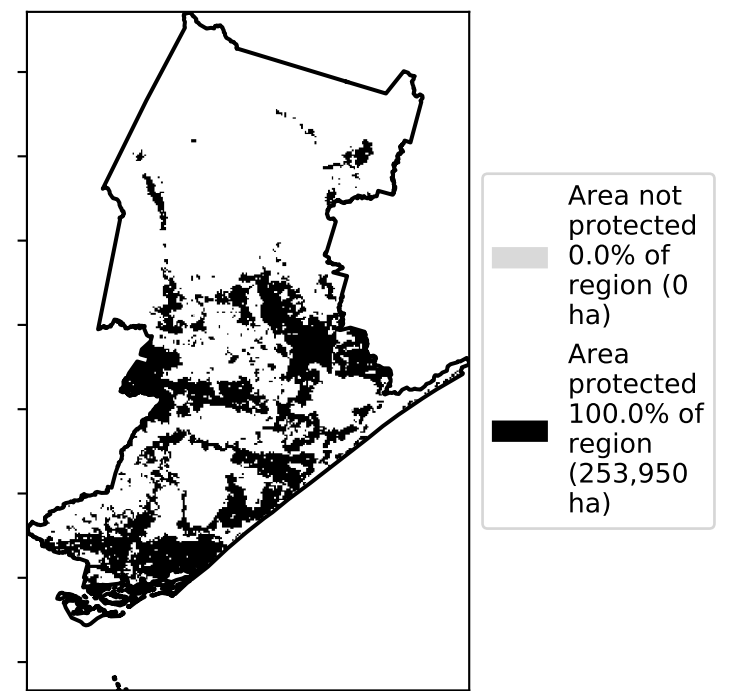 Area not
protected
0.0% of
region (0
ha)
Area
protected
100.0% of
region
(253,950
ha)